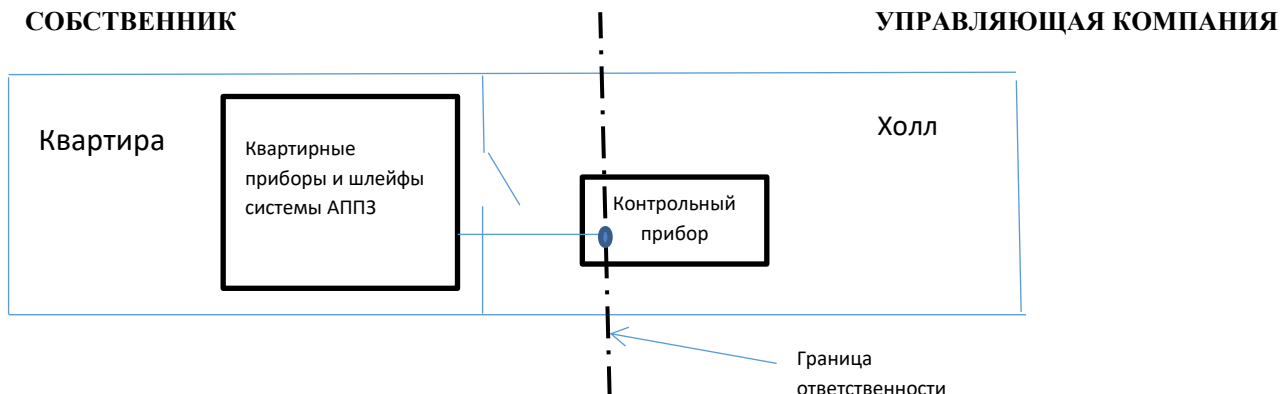 СОБСТВЕННИК
УПРАВЛЯЮЩАЯ КОМПАНИЯ
Квартира
Квартирные
приборы и шлейфы
системы АППЗ
Холл
Контрольный
прибор
Граница
ответственности